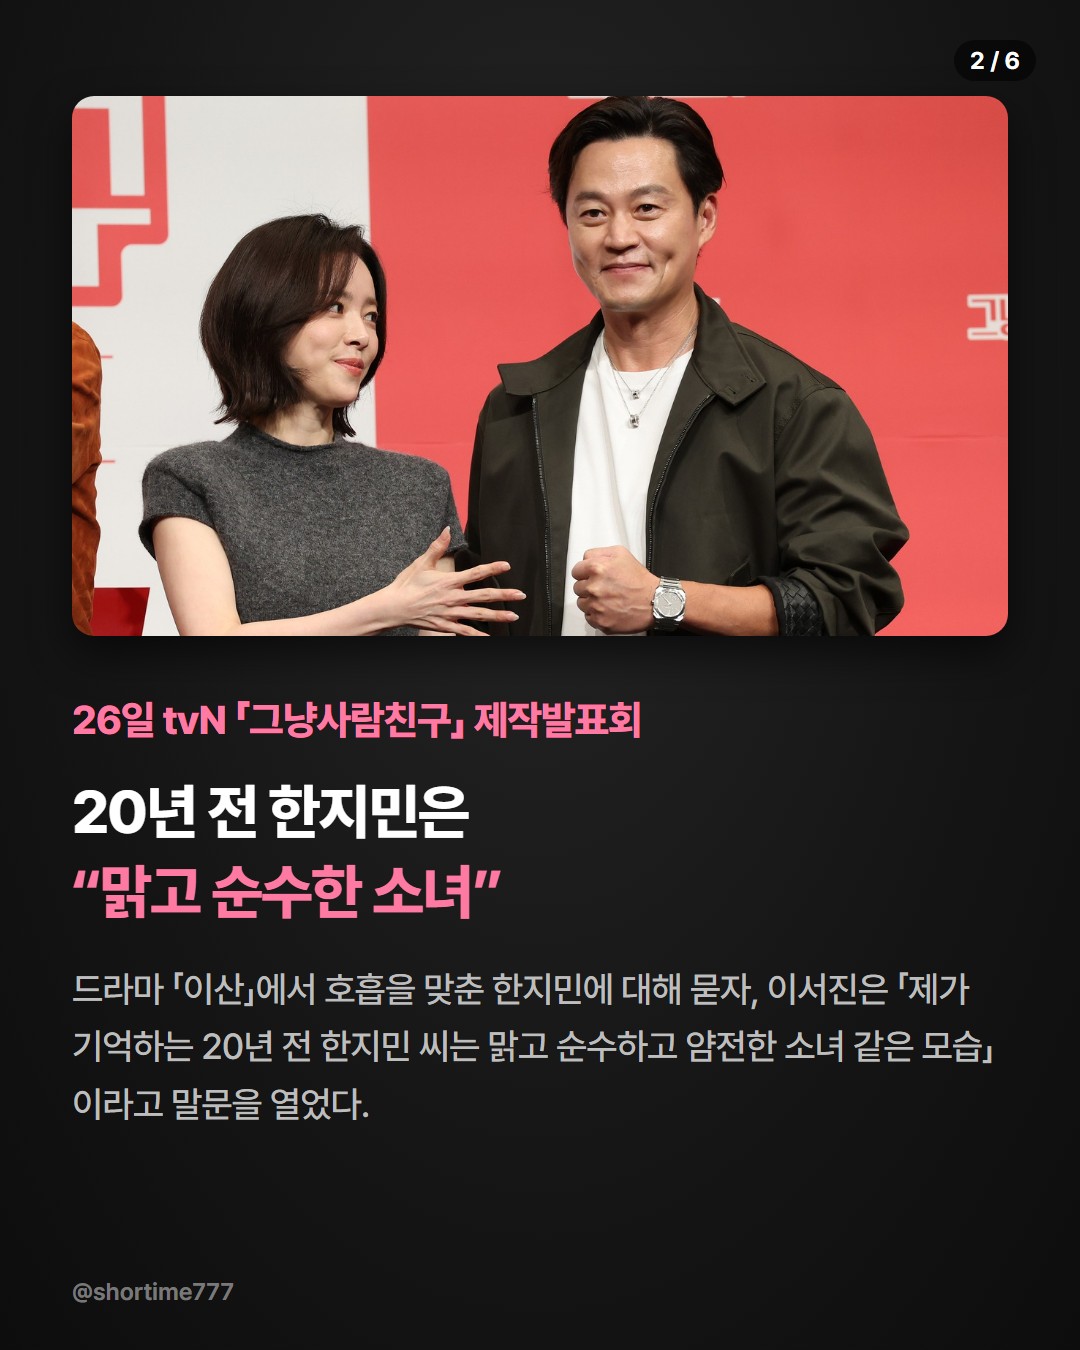 2 / 6
26일 tvN 「그냥사람친구」 제작발표회
20년 전 한지민은
“맑고 순수한 소녀”
드라마 「이산」에서 호흡을 맞춘 한지민에 대해 묻자, 이서진은 「제가
기억하는 20년 전 한지민 씨는 맑고 순수하고 얌전한 소녀 같은 모습」
이라고 말문을 열었다.
@shortime777